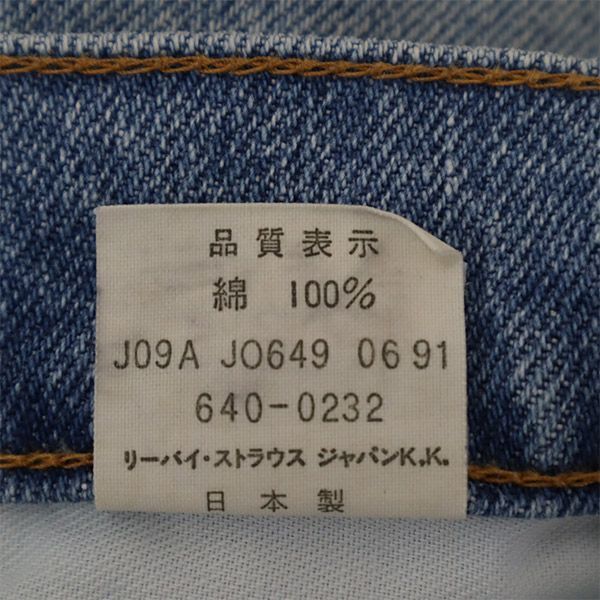 品質表示
綿 100%
J09A JO649 06 91
640-0232
リーバイ・ストラウス ジャパンK.K.
日本製